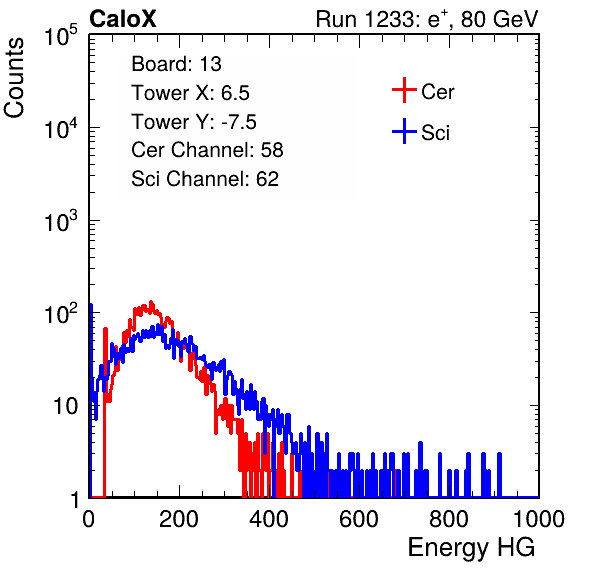 CaloX Run 1233: e⁺, 80 GeV
Counts
10⁵
10⁴
10³
10²
10
1
Board: 13
Tower X: 6.5
Tower Y: -7.5
Cer Channel: 58
Sci Channel: 62
Cer
Sci
0 200 400 600 800 1000
Energy HG